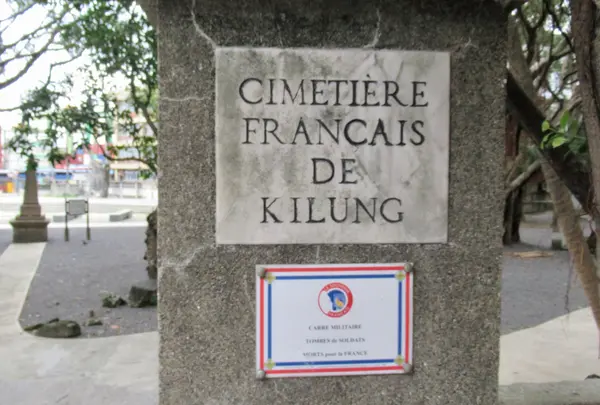 CIMETIÈRE
FRANCAIS
DE
KILUNG
CARRE MILITAIRE
TOMBES de SOLDATS
MORTS pour la FRANCE